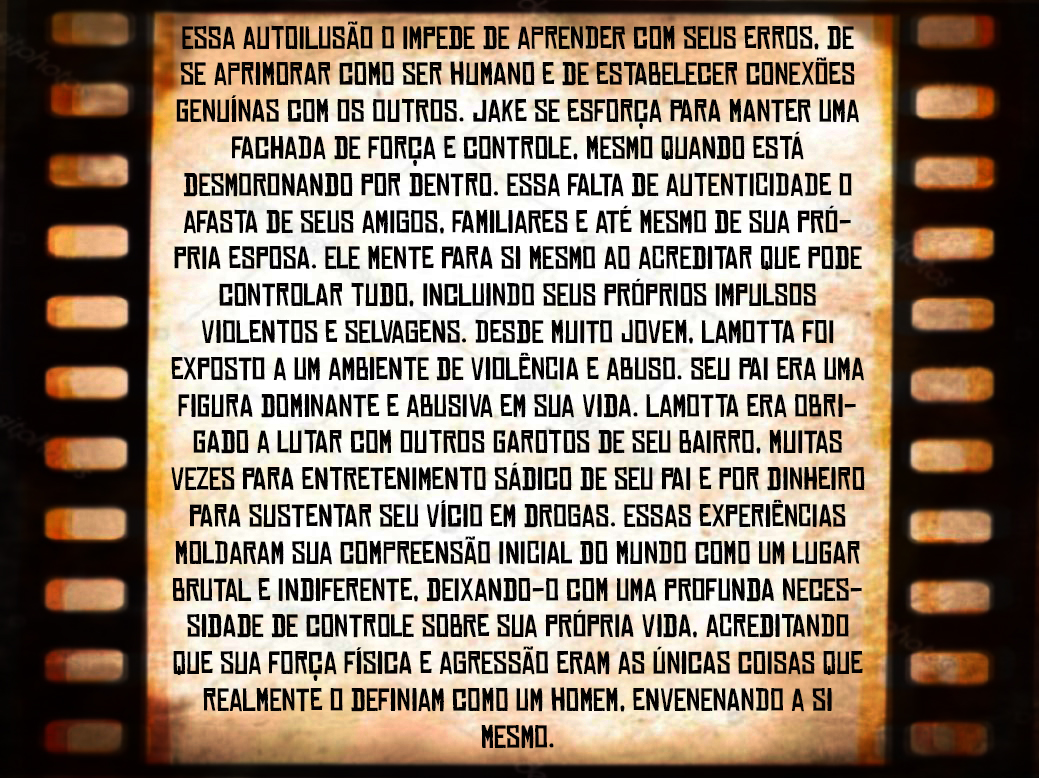 ESSA AUTOILUSÃO O IMPEDE DE APRENDER COM SEUS ERROS, DE
SE APRIMORAR COMO SER HUMANO E DE ESTABELECER CONEXÕES
GENUÍNAS COM OS OUTROS. JAKE SE ESFORÇA PARA MANTER UMA
FACHADA DE FORÇA E CONTROLE, MESMO QUANDO ESTÁ
DESMORONANDO POR DENTRO. ESSA FALTA DE AUTENTICIDADE O
AFASTA DE SEUS AMIGOS, FAMILIARES E ATÉ MESMO DE SUA PRÓ-
PRIA ESPOSA. ELE MENTE PARA SI MESMO AO ACREDITAR QUE PODE
CONTROLAR TUDO, INCLUINDO SEUS PRÓPRIOS IMPULSOS
VIOLENTOS E SELVAGENS. DESDE MUITO JOVEM, LAMOTTA FOI
EXPOSTO A UM AMBIENTE DE VIOLÊNCIA E ABUSO. SEU PAI ERA UMA
FIGURA DOMINANTE E ABUSIVA EM SUA VIDA. LAMOTTA ERA OBRI-
GADO A LUTAR COM OUTROS GAROTOS DE SEU BAIRRO, MUITAS
VEZES PARA ENTRETENIMENTO SÁDICO DE SEU PAI E POR DINHEIRO
PARA SUSTENTAR SEU VÍCIO EM DROGAS. ESSAS EXPERIÊNCIAS
MOLDARAM SUA COMPREENSÃO INICIAL DO MUNDO COMO UM LUGAR
BRUTAL E INDIFERENTE, DEIXANDO-O COM UMA PROFUNDA NECES-
SIDADE DE CONTROLE SOBRE SUA PRÓPRIA VIDA, ACREDITANDO
QUE SUA FORÇA FÍSICA E AGRESSÃO ERAM AS ÚNICAS COISAS QUE
REALMENTE O DEFINIAM COMO UM HOMEM, ENVENENANDO A SI
MESMO.